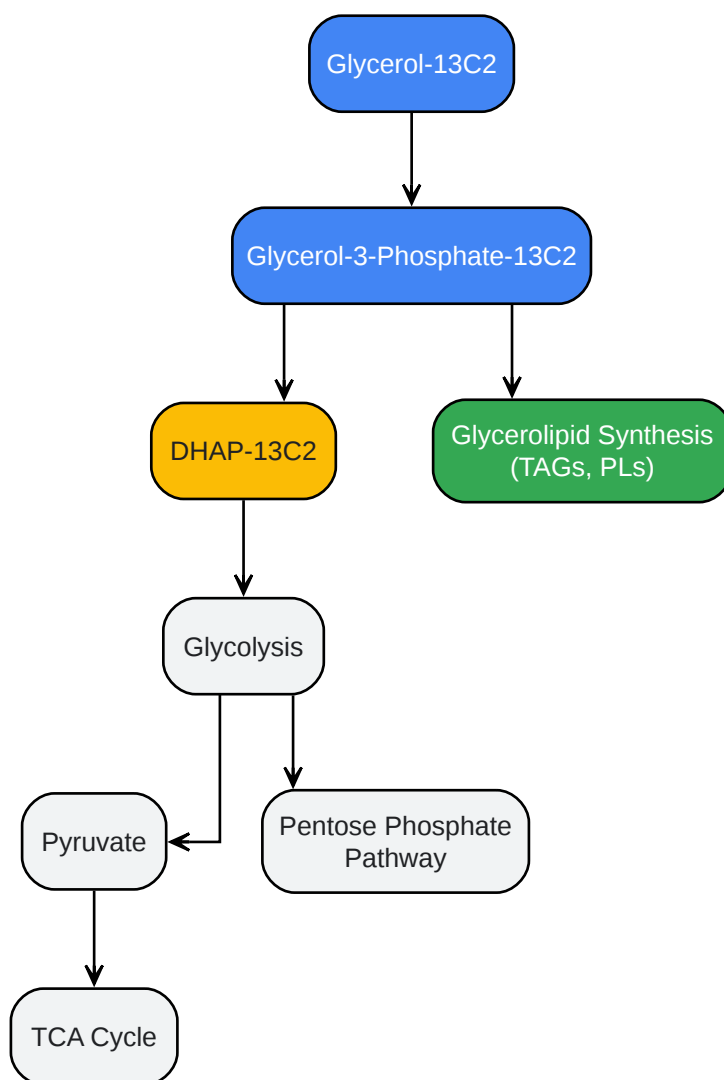 Glycerol-13C2
Glycerol-3-Phosphate-13C2
DHAP-13C2
Glycerolipid Synthesis
(TAGs, PLs)
Glycolysis
Pyruvate
Pentose Phosphate
Pathway
TCA Cycle